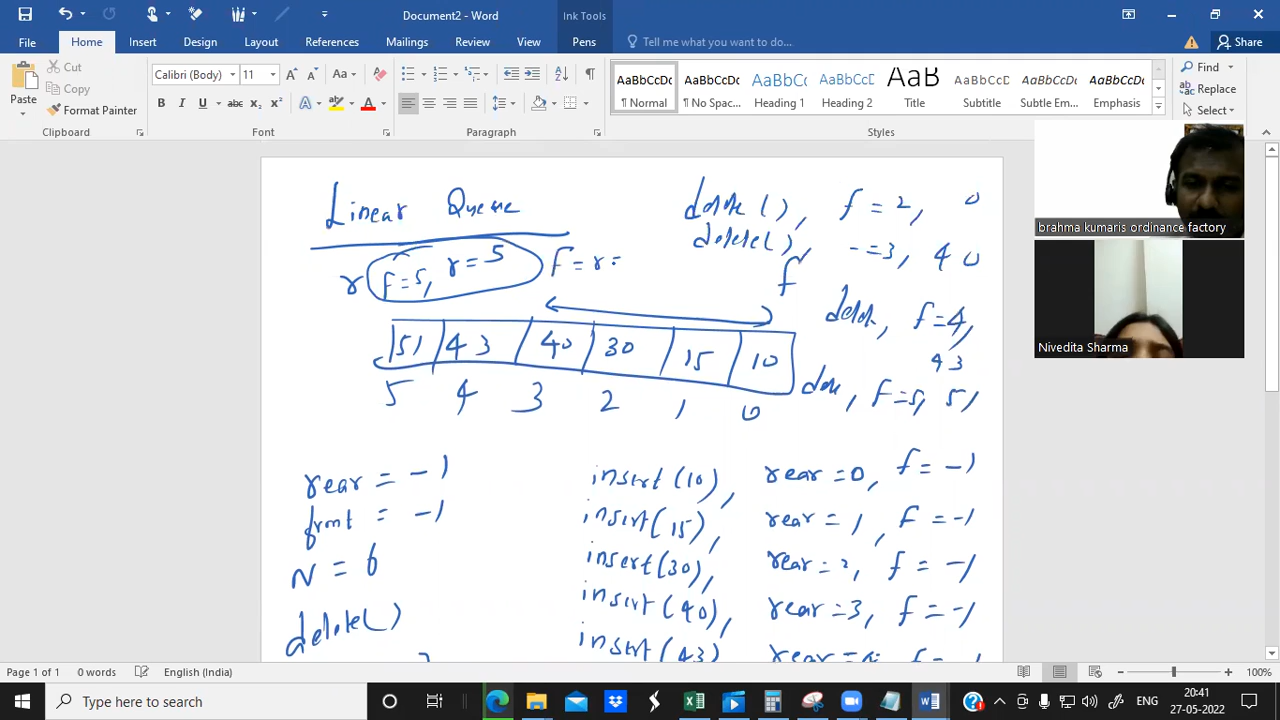 Document2 - Word
Ink Tools
File Home Insert Design Layout References Mailings Review View Pens Tell me what you want to do... Share
Cut
Copy
Format Painter
Paste
Calibri (Body) 11
Clipboard Font Paragraph Styles
AaBbCcDc AaBbCcDc AaBbCc AaBbCcC AaB AaBbCcD AaBbCcDt AaBbCcDt
¶ Normal ¶ No Spac... Heading 1 Heading 2 Title Subtitle Subtle Em... Emphasis
Find
Replace
Select
brahma kumaris ordinance factory
Nivedita Sharma
Linear Queue
r f=5, r=5 F=r=
delete(), f=2,
delete(), -=3, 40
f
delete, f=4,
43
F=5, 51
51 43 40 30 15 10
5 4 3 2 1 0
rear = -1
front = -1
N = 6
delete()
insert(10), rear=0, f=-1
insert(15), rear=1, f=-1
insert(30), rear=2, f=-1
insert(40), rear=3, f=-1
insert(43)
Page 1 of 1 0 words English (India) 100%
Type here to search
ENG
20:41
27-05-2022